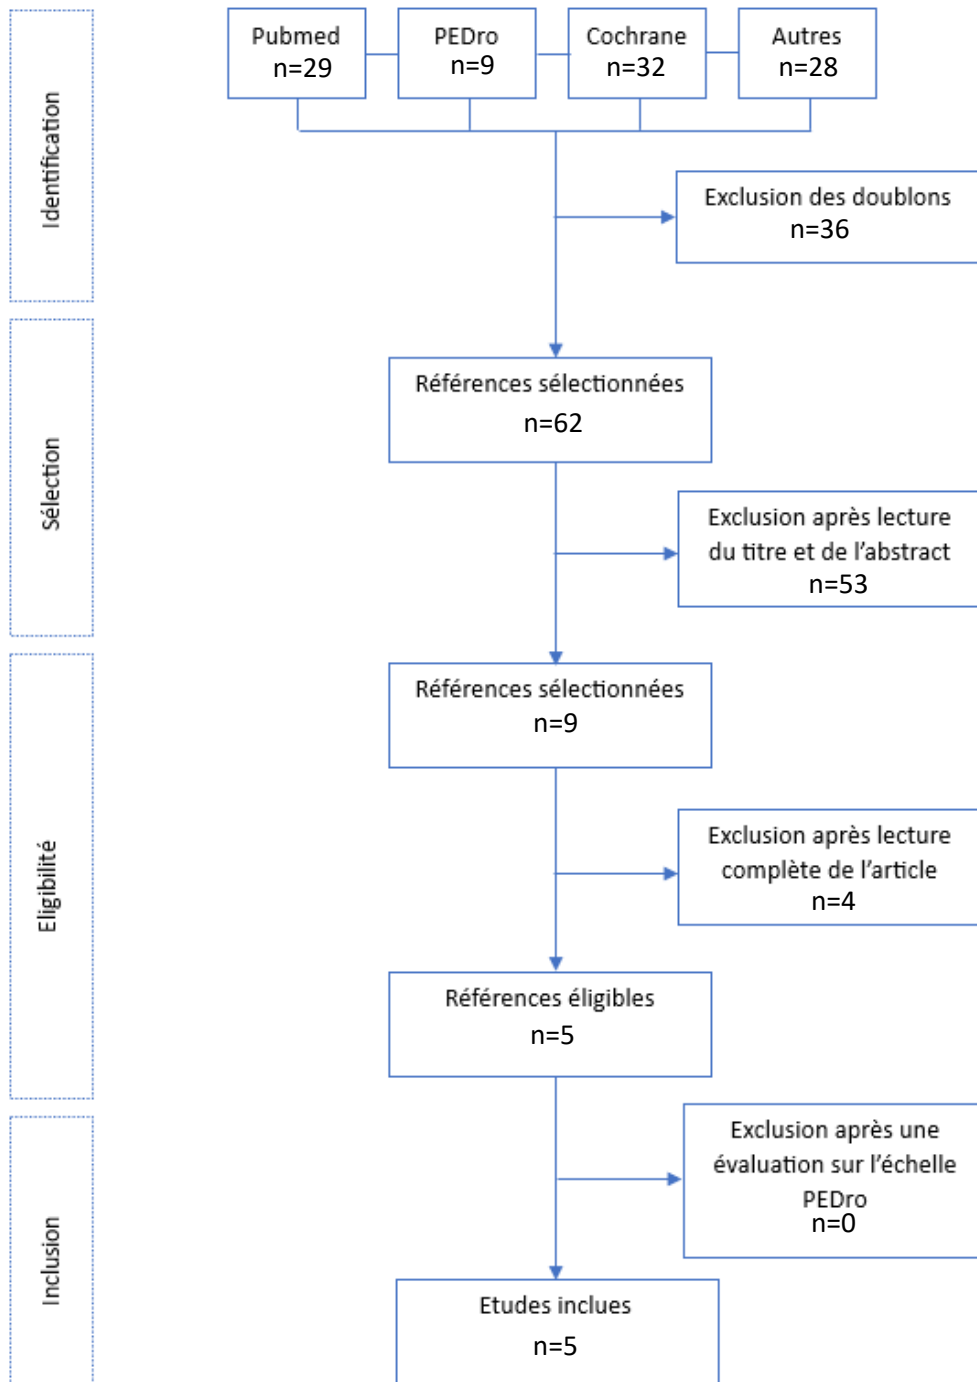 Identification
Pubmed
n=29
PEDro
n=9
Cochrane
n=32
Autres
n=28
Exclusion des doublons
n=36
Sélection
Références sélectionnées
n=62
Exclusion après lecture
du titre et de l’abstract
n=53
Eligibilité
Références sélectionnées
n=9
Exclusion après lecture
complète de l’article
n=4
Références éligibles
n=5
Inclusion
Exclusion après une
évaluation sur l’échelle
PEDro
n=0
Etudes inclues
n=5